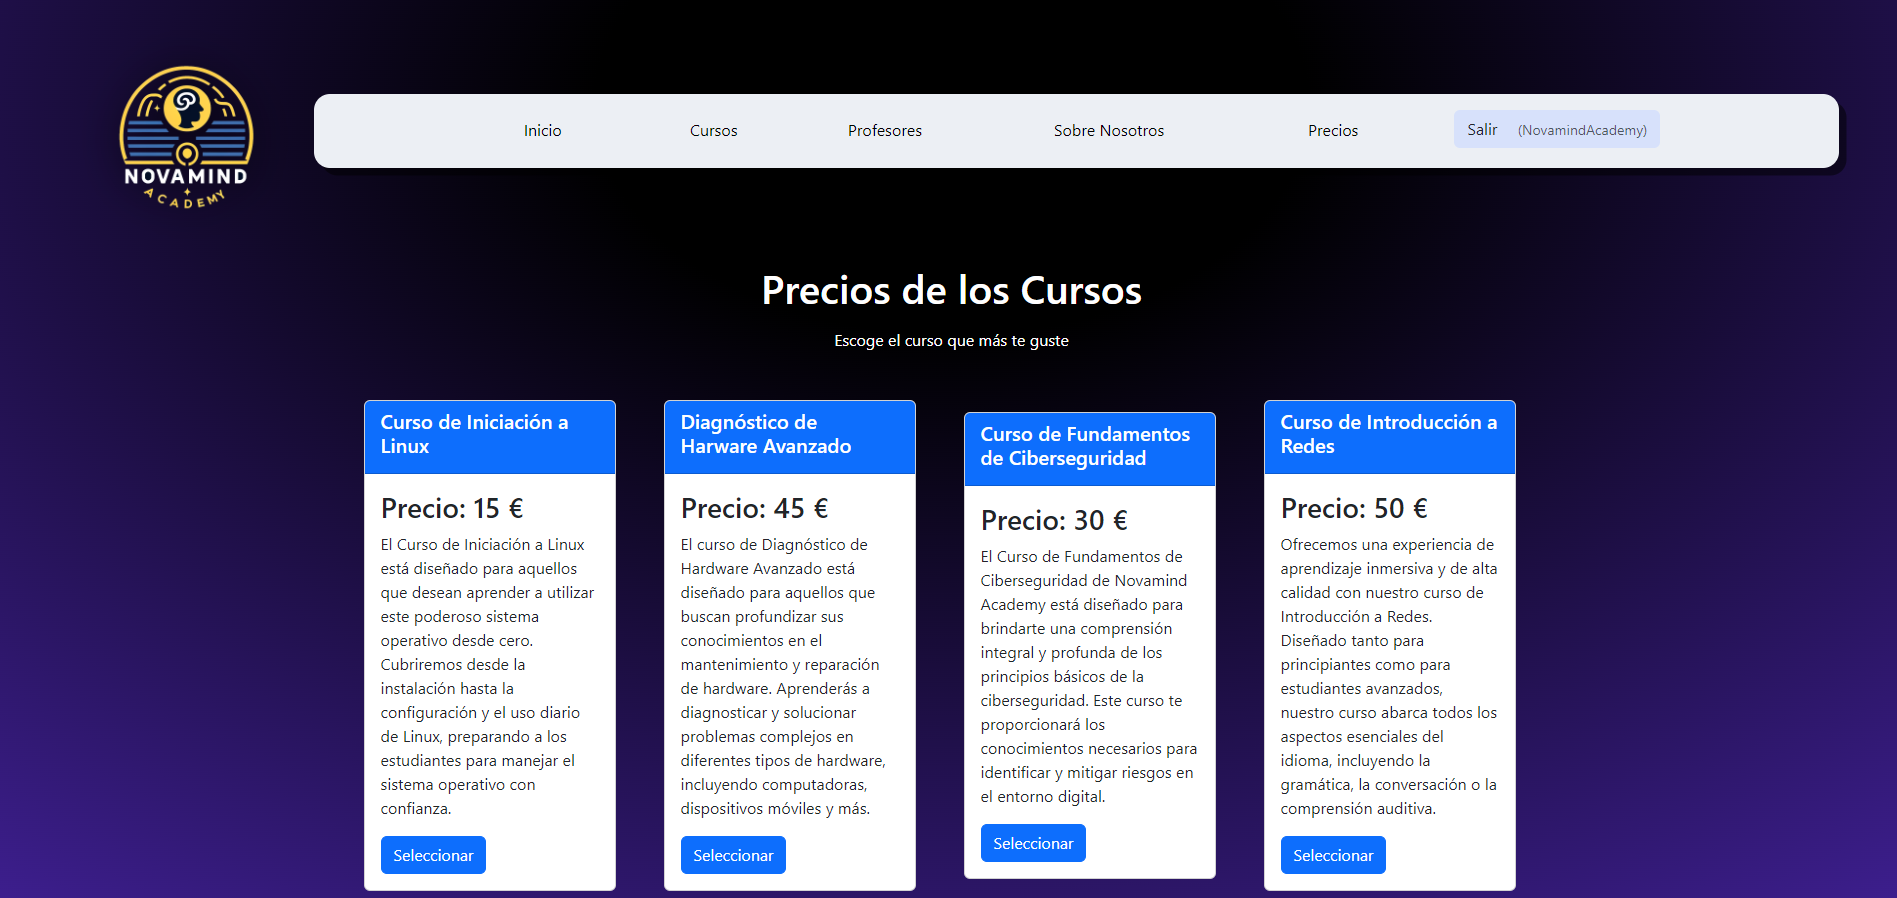 NOVAMIND
ACADEMY
Inicio
Cursos
Profesores
Sobre Nosotros
Precios
Salir (NovamindAcademy)
Precios de los Cursos
Escoge el curso que más te guste
Curso de Iniciación a
Linux
Precio: 15 €
El Curso de Iniciación a Linux
está diseñado para aquellos
que desean aprender a utilizar
este poderoso sistema
operativo desde cero.
Cubriremos desde la
instalación hasta la
configuración y el uso diario
de Linux, preparando a los
estudiantes para manejar el
sistema operativo con
confianza.
Seleccionar
Diagnóstico de
Harware Avanzado
Precio: 45 €
El curso de Diagnóstico de
Hardware Avanzado está
diseñado para aquellos que
buscan profundizar sus
conocimientos en el
mantenimiento y reparación
de hardware. Aprenderás a
diagnosticar y solucionar
problemas complejos en
diferentes tipos de hardware,
incluyendo computadoras,
dispositivos móviles y más.
Seleccionar
Curso de Fundamentos
de Ciberseguridad
Precio: 30 €
El Curso de Fundamentos de
Ciberseguridad de Novamind
Academy está diseñado para
brindarte una comprensión
integral y profunda de los
principios básicos de la
ciberseguridad. Este curso te
proporcionará los
conocimientos necesarios para
identificar y mitigar riesgos en
el entorno digital.
Seleccionar
Curso de Introducción a
Redes
Precio: 50 €
Ofrecemos una experiencia de
aprendizaje inmersiva y de alta
calidad con nuestro curso de
Introducción a Redes.
Diseñado tanto para
principiantes como para
estudiantes avanzados,
nuestro curso abarca todos los
aspectos esenciales del
idioma, incluyendo la
gramática, la conversación o la
comprensión auditiva.
Seleccionar